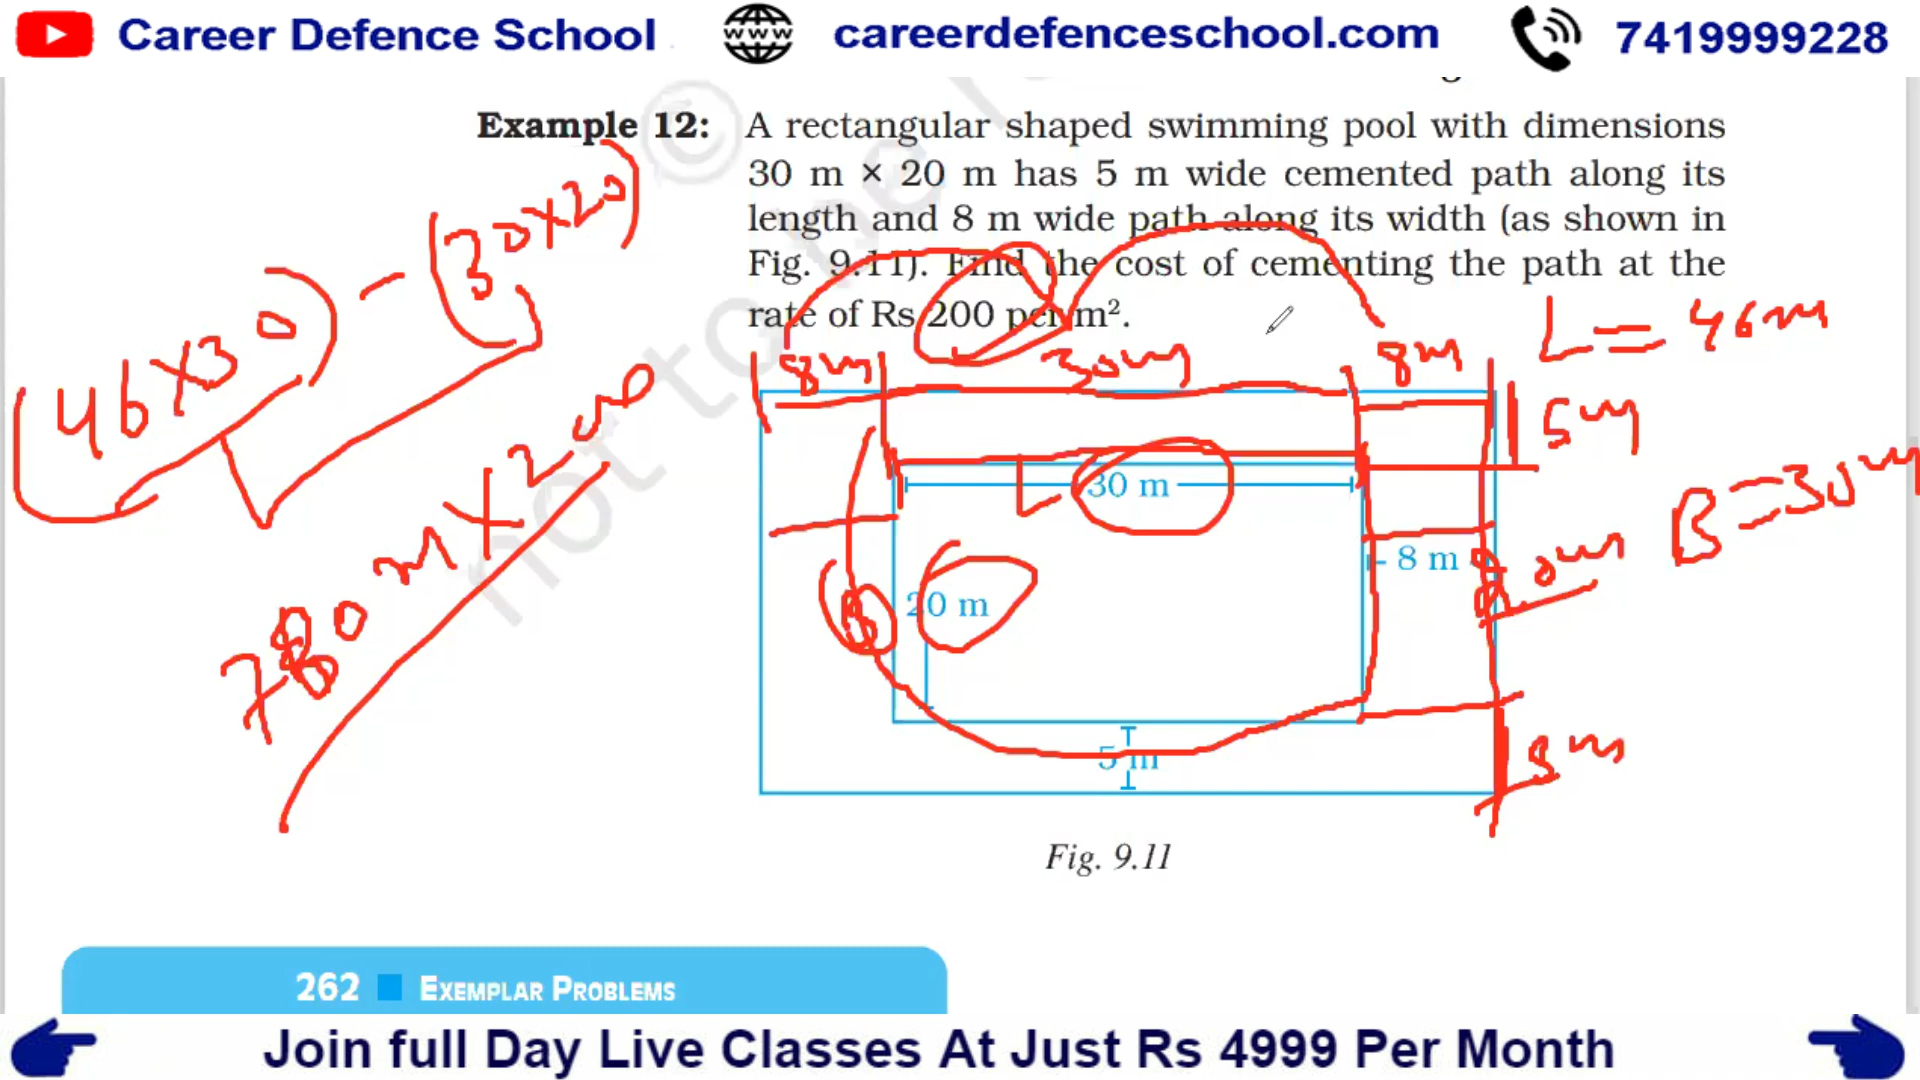 Career Defence School
www
careerdefenceschool.com
7419999228
Example 12: A rectangular shaped swimming pool with dimensions
30 m × 20 m has 5 m wide cemented path along its
length and 8 m wide path along its width (as shown in
Fig. 9.11). Find the cost of cementing the path at the
rate of Rs 200 per m².
(46×30) - (30×20)
780 m × 200
8m 30m 8m
L = 46m
5m
L 30 m
B = 30m
8 m
20m
B 20 m
5 m
Fig. 9.11
262 EXEMPLAR PROBLEMS
Join full Day Live Classes At Just Rs 4999 Per Month